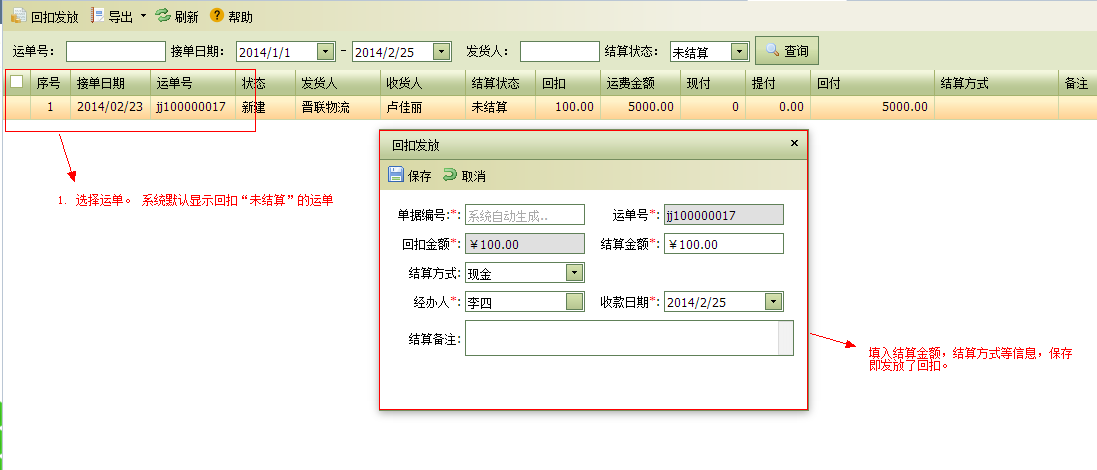 回扣发放 导出 刷新 帮助
运单号: 接单日期: 2014/1/1 - 2014/2/25 发货人: 结算状态: 未结算 查询
序号 接单日期 运单号 状态 发货人 收货人 结算状态 回扣 运费金额 现付 提付 回付 结算方式 备注
1 2014/02/23 jj100000017 新建 晋联物流 卢佳丽 未结算 100.00 5000.00 0 0.00 5000.00
回扣发放 ×
保存 取消
1. 选择运单。 系统默认显示回扣“未结算”的运单
单据编号:*: 系统自动生成.. 运单号*: jj100000017
回扣金额*: ￥100.00 结算金额*: ￥100.00
结算方式: 现金
经办人*: 李四 收款日期*: 2014/2/25
结算备注:
填入结算金额，结算方式等信息，保存
即发放了回扣。